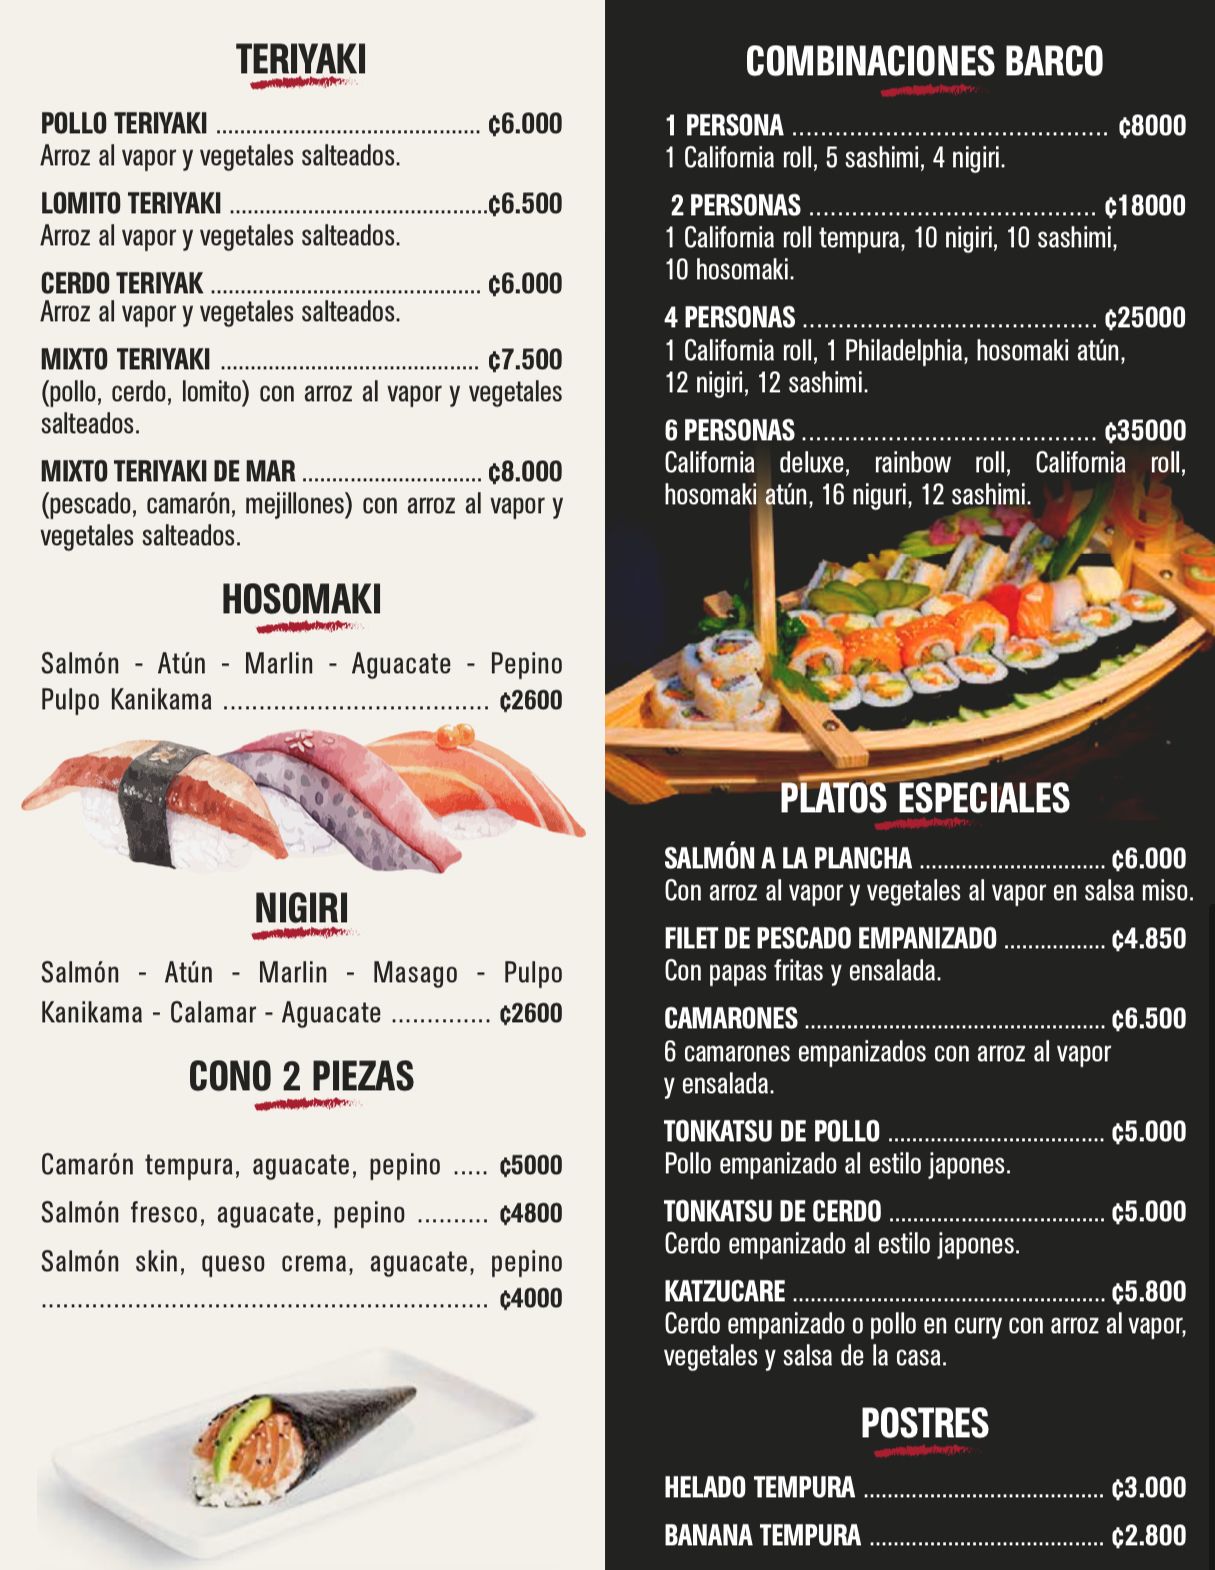 TERIYAKI
POLLO TERIYAKI ............................................ ¢6.000
Arroz al vapor y vegetales salteados.
LOMITO TERIYAKI ...........................................¢6.500
Arroz al vapor y vegetales salteados.
CERDO TERIYAK ............................................. ¢6.000
Arroz al vapor y vegetales salteados.
MIXTO TERIYAKI ........................................... ¢7.500
(pollo, cerdo, lomito) con arroz al vapor y vegetales
salteados.
MIXTO TERIYAKI DE MAR .............................. ¢8.000
(pescado, camarón, mejillones) con arroz al vapor y
vegetales salteados.
HOSOMAKI
Salmón - Atún - Marlin - Aguacate - Pepino
Pulpo Kanikama ..................................... ¢2600
NIGIRI
Salmón - Atún - Marlin - Masago - Pulpo
Kanikama - Calamar - Aguacate .............. ¢2600
CONO 2 PIEZAS
Camarón tempura, aguacate, pepino ..... ¢5000
Salmón fresco, aguacate, pepino .......... ¢4800
Salmón skin, queso crema, aguacate, pepino
.............................................................. ¢4000
COMBINACIONES BARCO
1 PERSONA ............................................ ¢8000
1 California roll, 5 sashimi, 4 nigiri.
2 PERSONAS ........................................ ¢18000
1 California roll tempura, 10 nigiri, 10 sashimi,
10 hosomaki.
4 PERSONAS ......................................... ¢25000
1 California roll, 1 Philadelphia, hosomaki atún,
12 nigiri, 12 sashimi.
6 PERSONAS ......................................... ¢35000
California deluxe, rainbow roll, California roll,
hosomaki atún, 16 niguri, 12 sashimi.
PLATOS ESPECIALES
SALMÓN A LA PLANCHA ............................... ¢6.000
Con arroz al vapor y vegetales al vapor en salsa miso.
FILET DE PESCADO EMPANIZADO ................. ¢4.850
Con papas fritas y ensalada.
CAMARONES .................................................. ¢6.500
6 camarones empanizados con arroz al vapor
y ensalada.
TONKATSU DE POLLO .................................... ¢5.000
Pollo empanizado al estilo japones.
TONKATSU DE CERDO .................................... ¢5.000
Cerdo empanizado al estilo japones.
KATZUCARE .................................................... ¢5.800
Cerdo empanizado o pollo en curry con arroz al vapor,
vegetales y salsa de la casa.
POSTRES
HELADO TEMPURA ........................................ ¢3.000
BANANA TEMPURA ....................................... ¢2.800